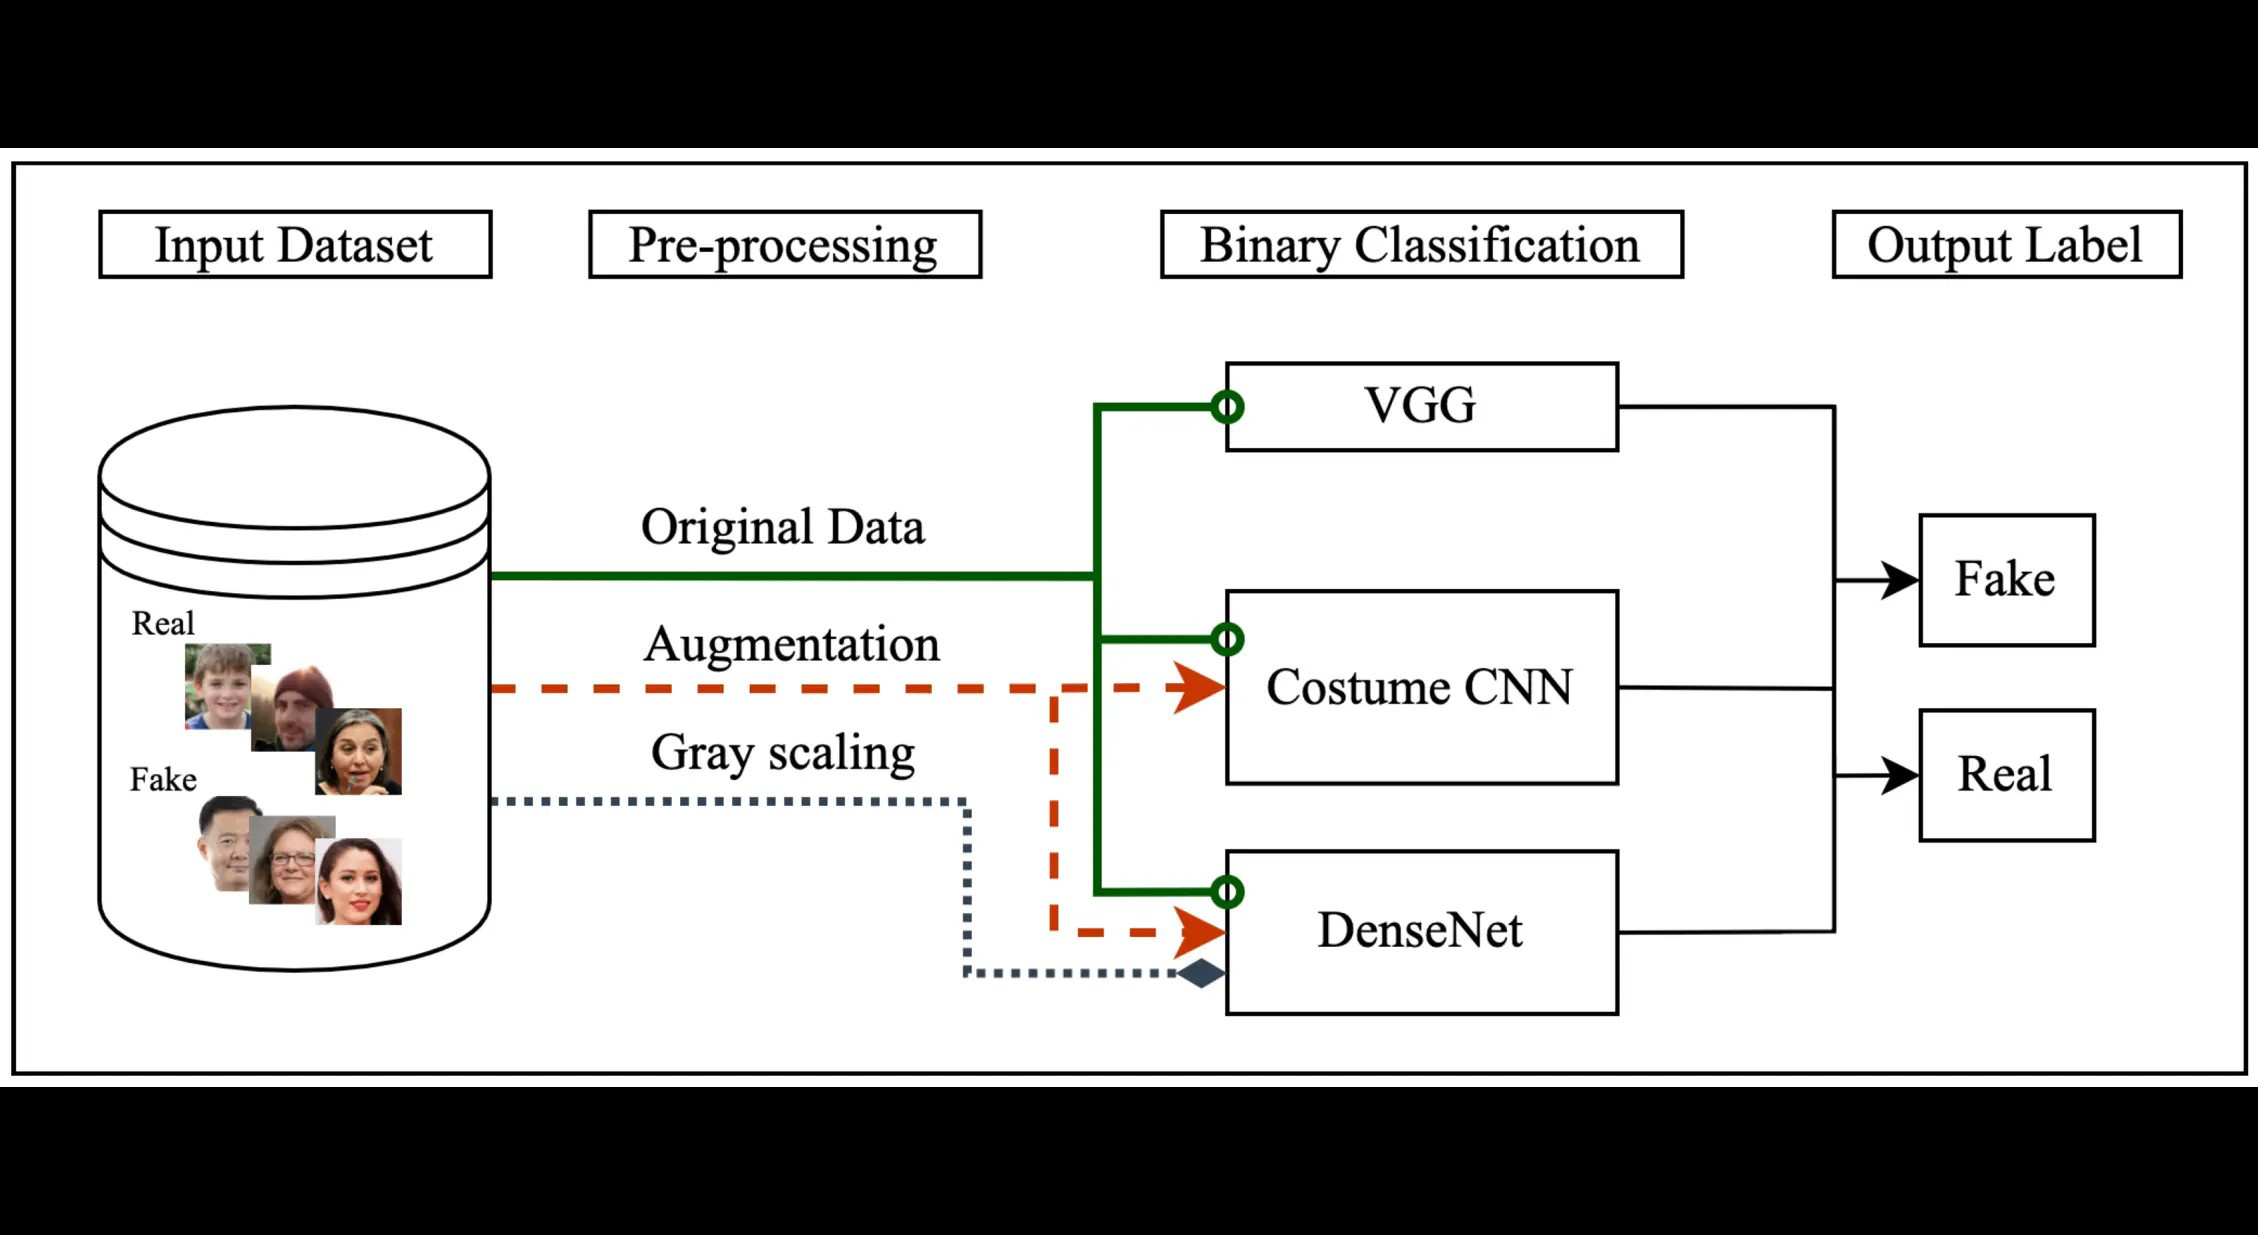 Input Dataset
Pre-processing
Binary Classification
Output Label
Real
Fake
Original Data
Augmentation
Gray scaling
VGG
Costume CNN
DenseNet
Fake
Real